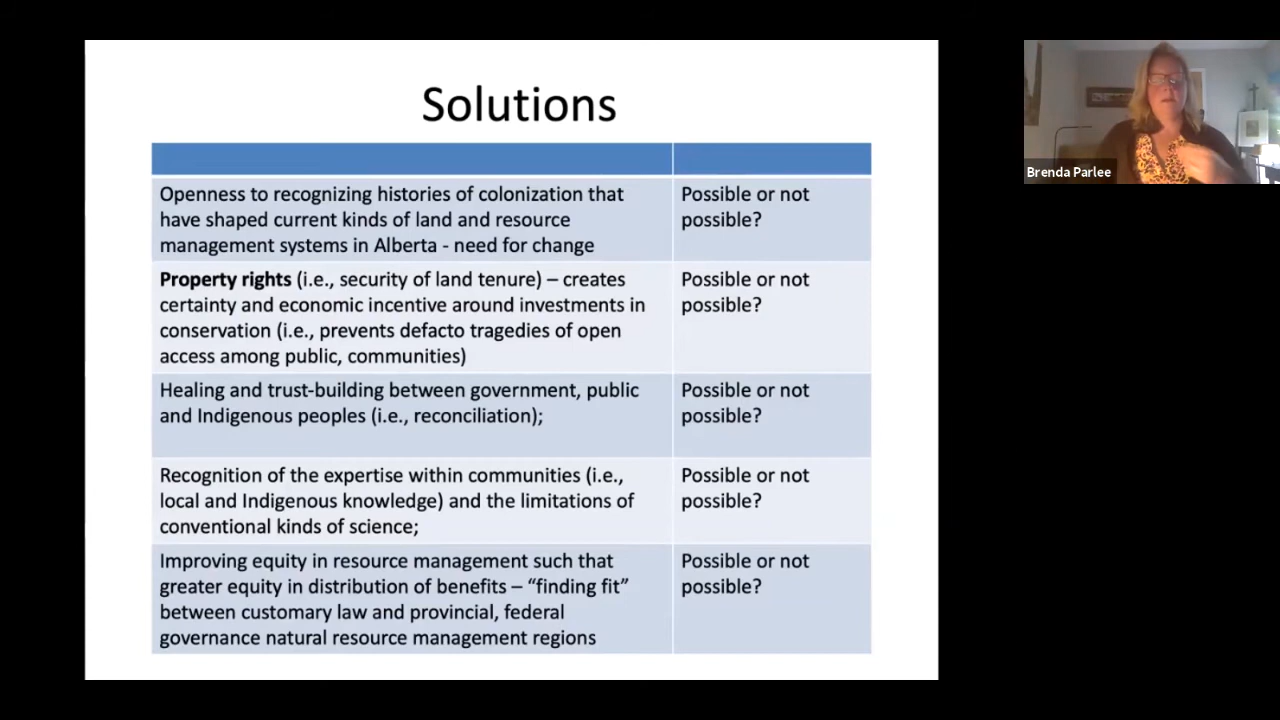 Solutions
Openness to recognizing histories of colonization that
have shaped current kinds of land and resource
management systems in Alberta - need for change
Possible or not
possible?
Property rights (i.e., security of land tenure) – creates
certainty and economic incentive around investments in
conservation (i.e., prevents defacto tragedies of open
access among public, communities)
Possible or not
possible?
Healing and trust-building between government, public
and Indigenous peoples (i.e., reconciliation);
Possible or not
possible?
Recognition of the expertise within communities (i.e.,
local and Indigenous knowledge) and the limitations of
conventional kinds of science;
Possible or not
possible?
Improving equity in resource management such that
greater equity in distribution of benefits – “finding fit”
between customary law and provincial, federal
governance natural resource management regions
Possible or not
possible?
Brenda Parlee